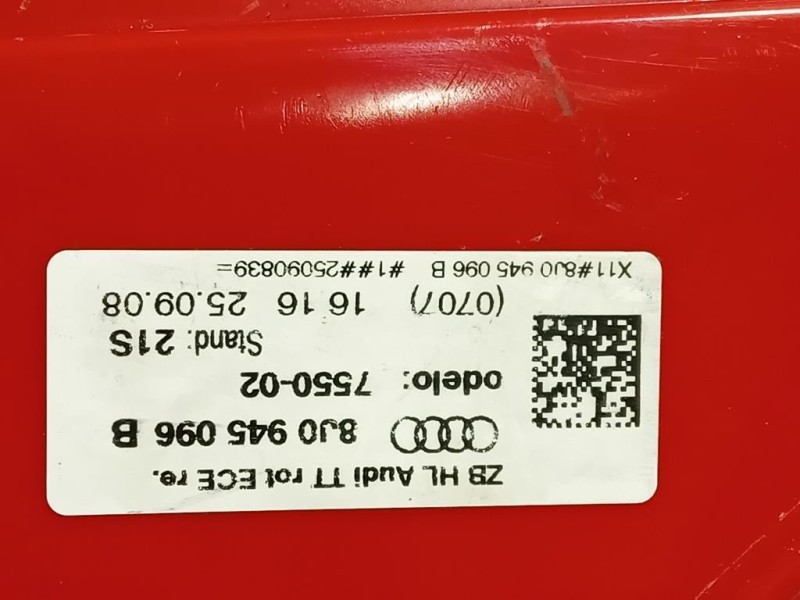 ZB HL Audi TT rot ECE re.
8J0 945 096 B
odelo: 7550-02
Stand: 21S
(0707) 16 16 25.09.08
X11#8J0 945 096 B #1##25090839=